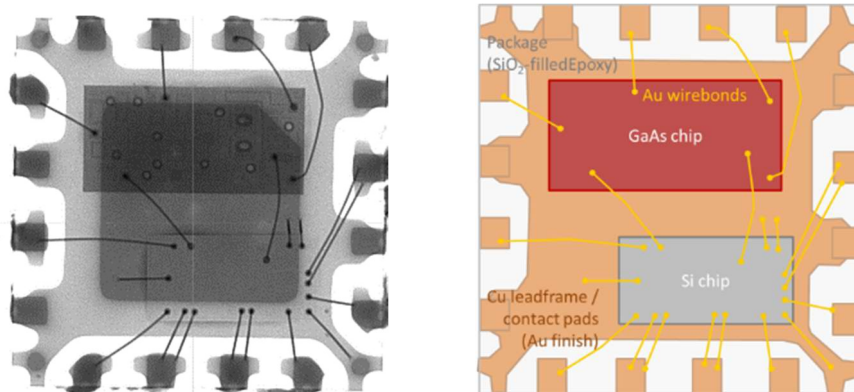 Package
(SiO₂-filledEpoxy)
Au wirebonds
GaAs chip
Si chip
Cu leadframe /
contact pads
(Au finish)